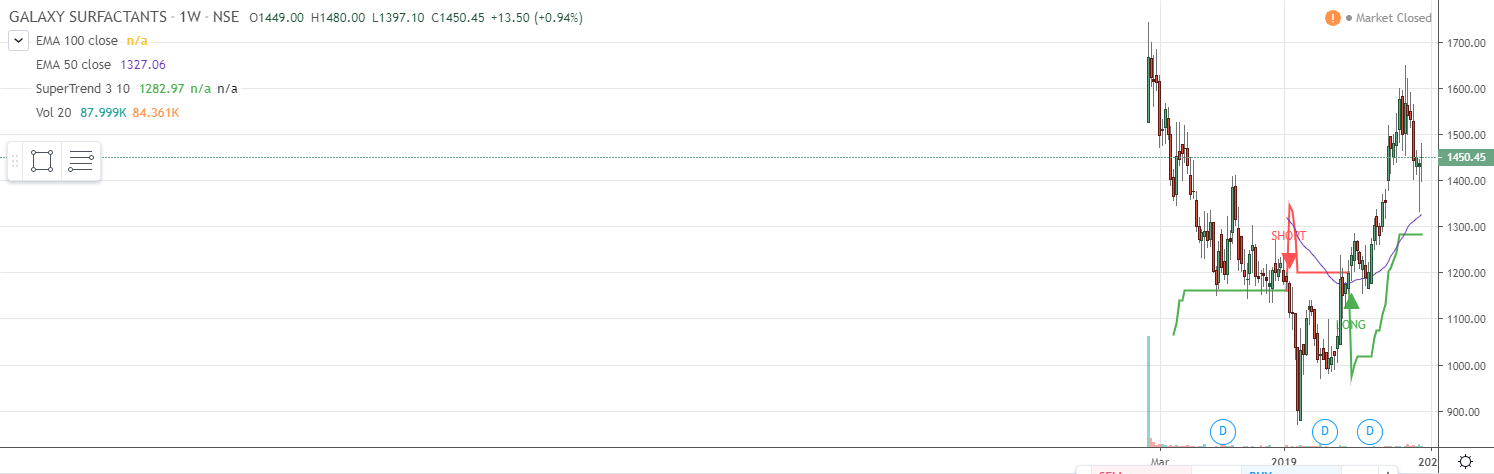 GALAXY SURFACTANTS · 1W · NSE O1449.00 H1480.00 L1397.10 C1450.45 +13.50 (+0.94%)
! Market Closed
EMA 100 close n/a
EMA 50 close 1327.06
SuperTrend 3 10 1282.97 n/a n/a
Vol 20 87.999K 84.361K
1700.00
1600.00
1500.00
1450.45
1400.00
1300.00
SHORT
1200.00
1100.00
LONG
1000.00
900.00
D D D
Mar 2019 202
SELL BUY